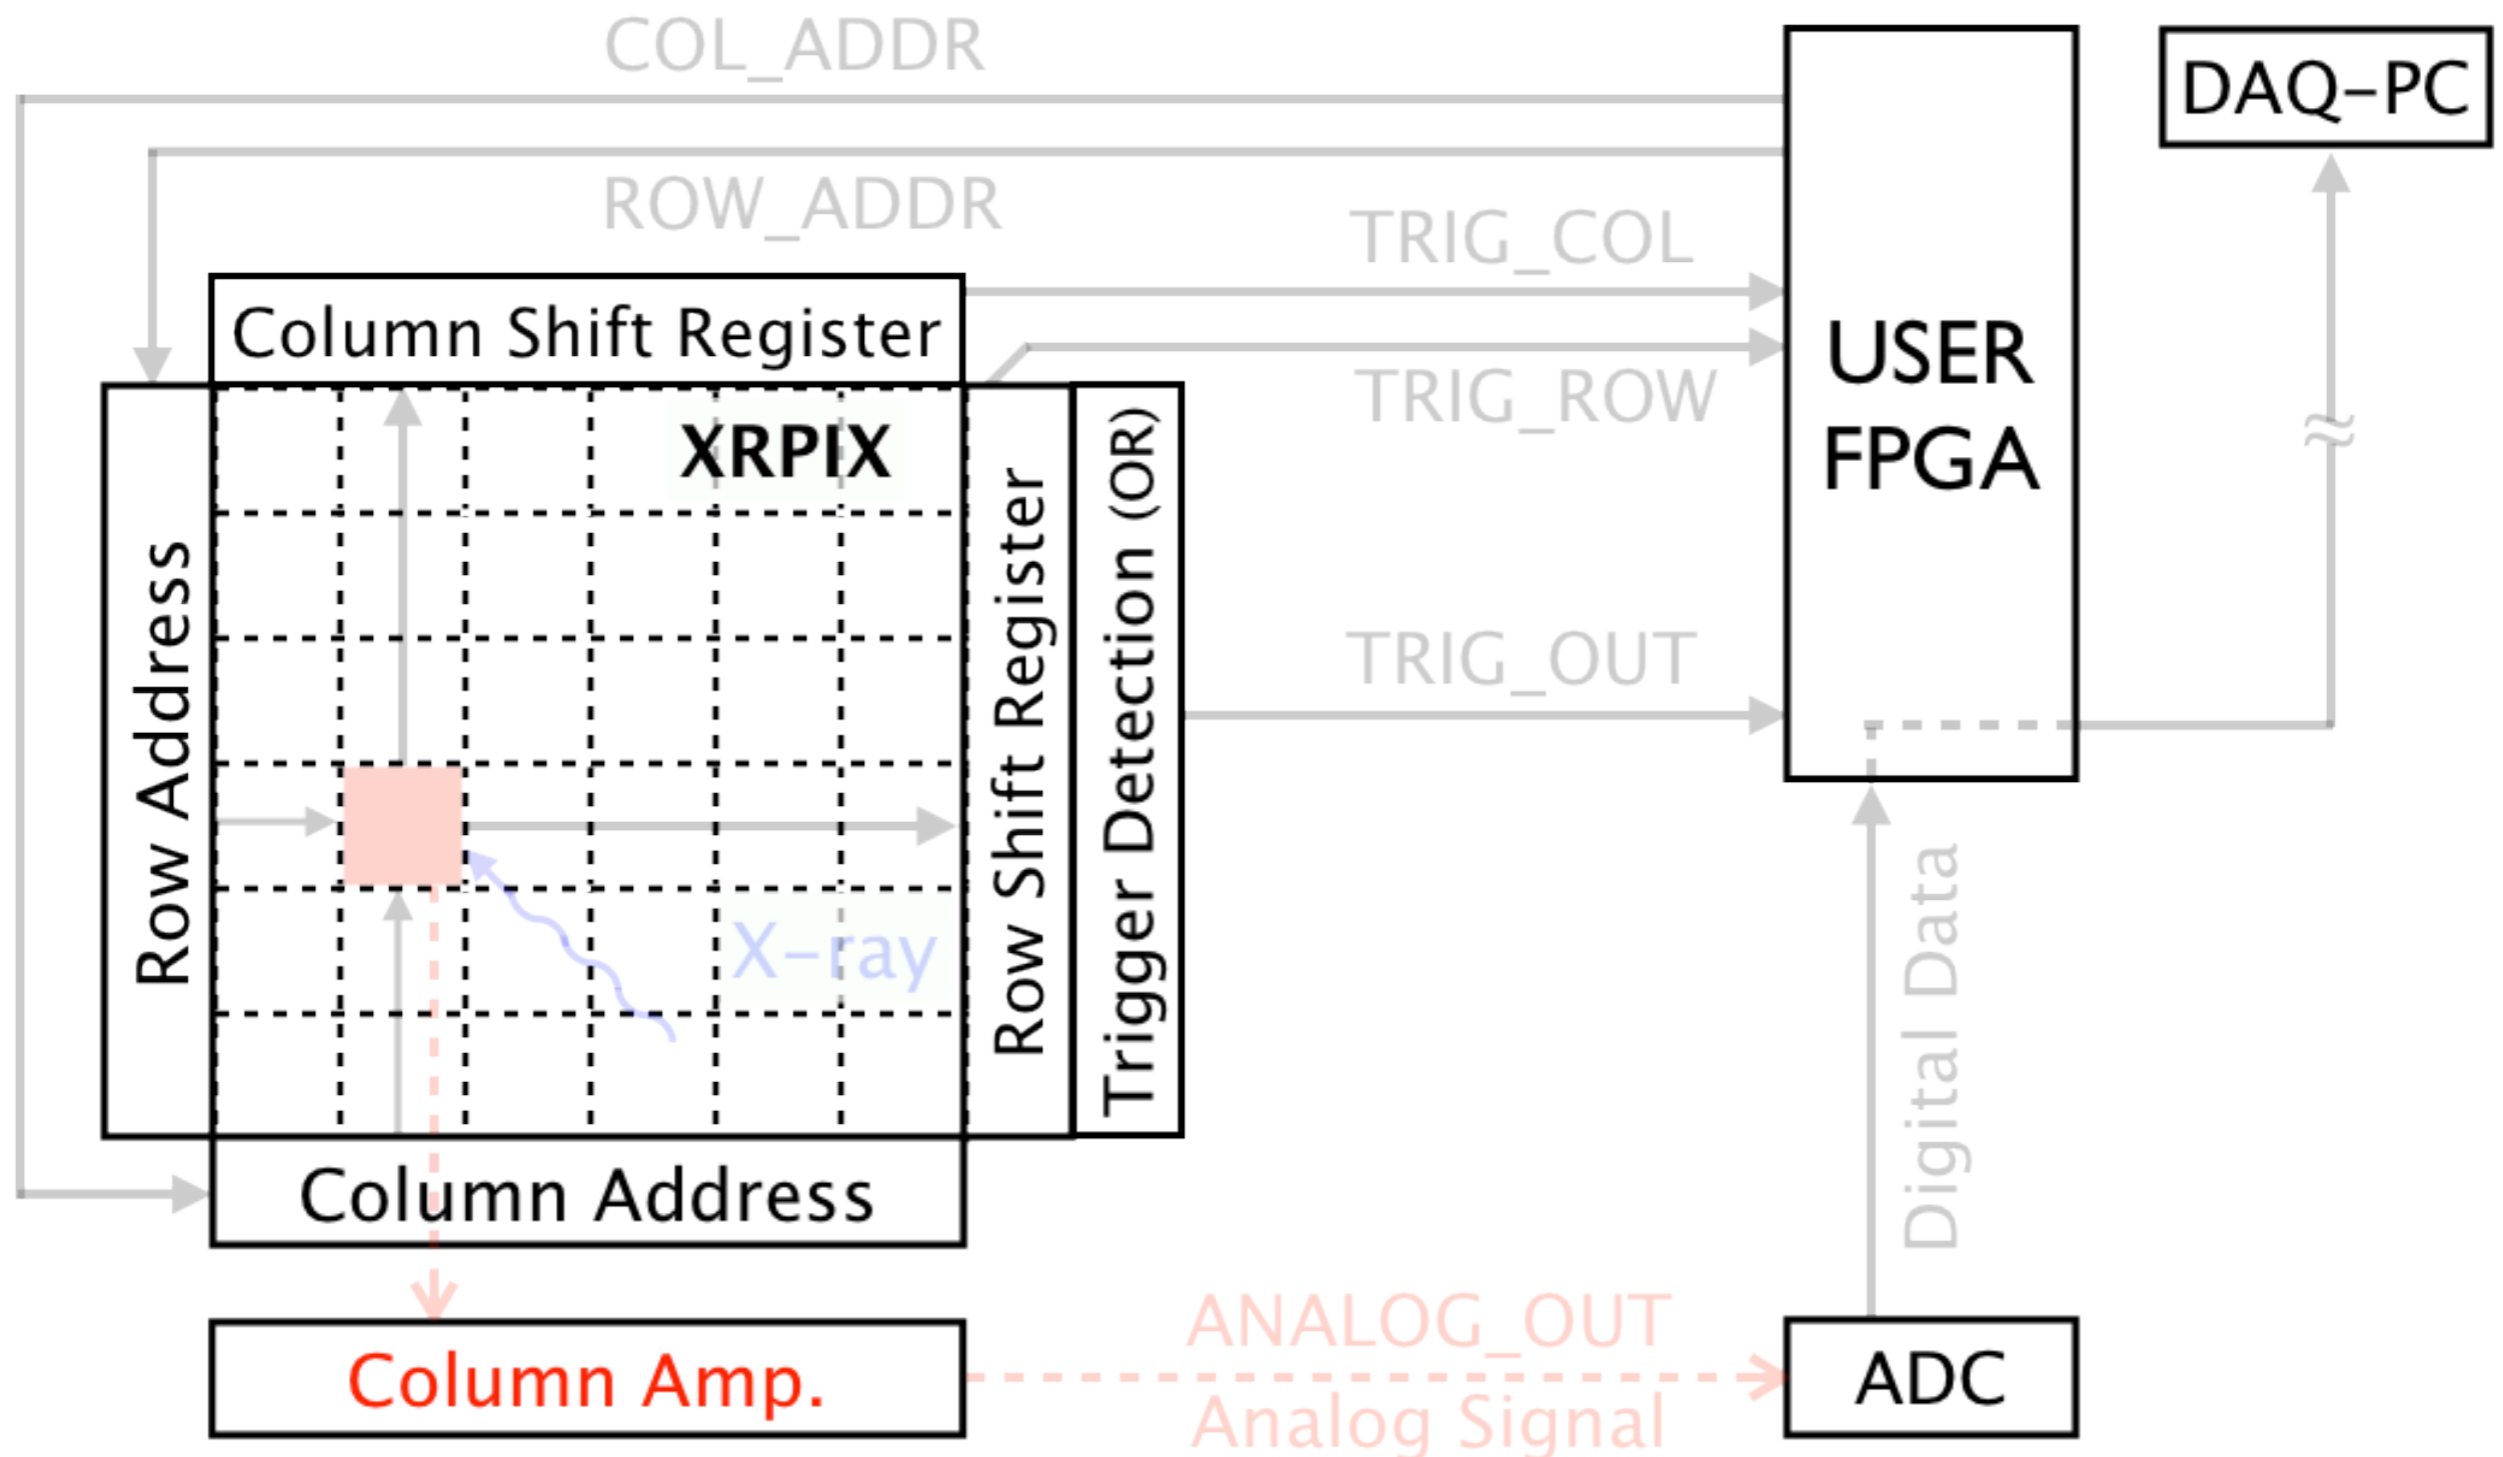 COL_ADDR
DAQ-PC
ROW_ADDR
TRIG_COL
Column Shift Register
USER
FPGA
TRIG_ROW
XRPIX
Row Address
Row Shift Register
Trigger Detection (OR)
TRIG_OUT
X-ray
Digital Data
Column Address
ANALOG_OUT
Column Amp.
ADC
Analog Signal
≈